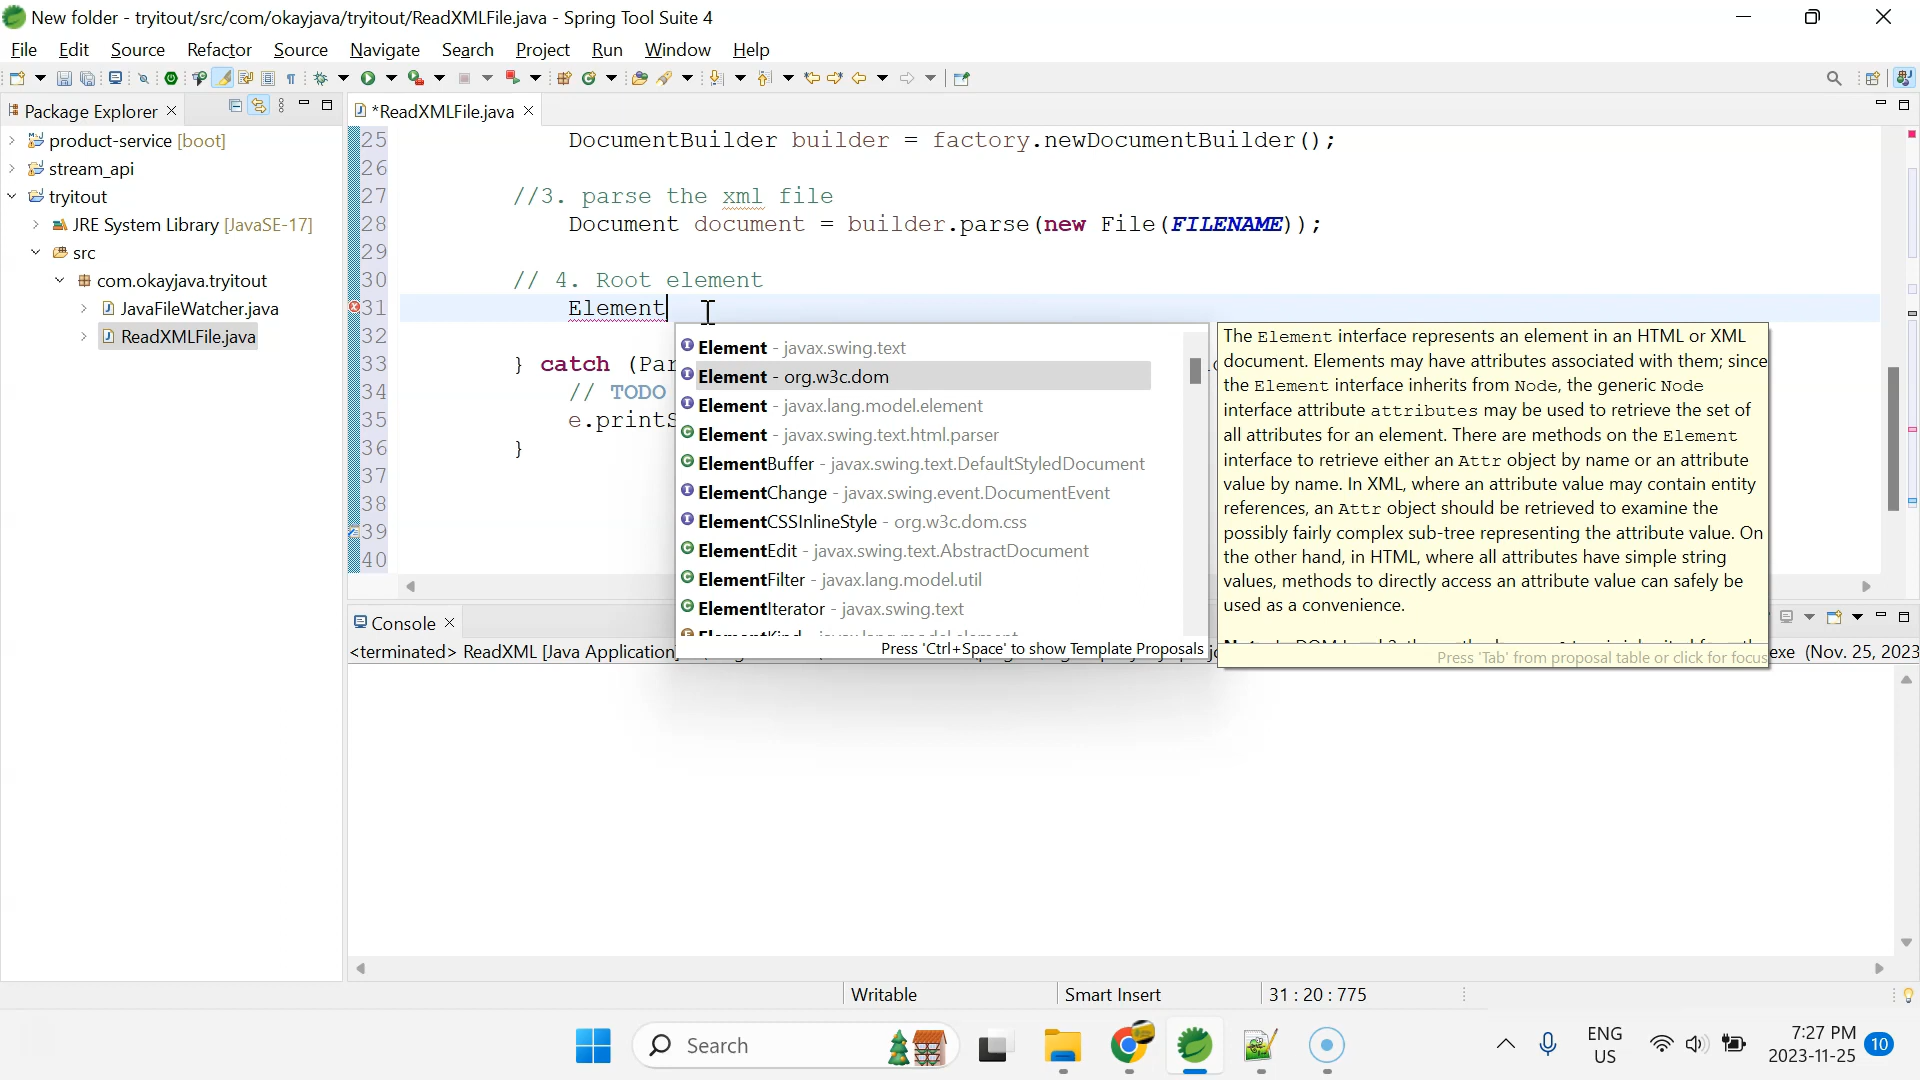 New folder - tryitout/src/com/okayjava/tryitout/ReadXMLFile.java - Spring Tool Suite 4
File Edit Source Refactor Source Navigate Search Project Run Window Help
Package Explorer
*ReadXMLFile.java
product-service [boot]
stream_api
tryitout
JRE System Library [JavaSE-17]
src
com.okayjava.tryitout
JavaFileWatcher.java
ReadXMLFile.java
25 DocumentBuilder builder = factory.newDocumentBuilder();
26
27 //3. parse the xml file
28 Document document = builder.parse(new File(FILENAME));
29
30 // 4. Root element
31 Element
32
33 } catch (Par
34 // TODO
35 e.printS
36 }
37
38
39
40
Element - javax.swing.text
Element - org.w3c.dom
Element - javax.lang.model.element
Element - javax.swing.text.html.parser
ElementBuffer - javax.swing.text.DefaultStyledDocument
ElementChange - javax.swing.event.DocumentEvent
ElementCSSInlineStyle - org.w3c.dom.css
ElementEdit - javax.swing.text.AbstractDocument
ElementFilter - javax.lang.model.util
ElementIterator - javax.swing.text
Press 'Ctrl+Space' to show Template Proposals
The Element interface represents an element in an HTML or XML
document. Elements may have attributes associated with them; since
the Element interface inherits from Node, the generic Node
interface attribute attributes may be used to retrieve the set of
all attributes for an element. There are methods on the Element
interface to retrieve either an Attr object by name or an attribute
value by name. In XML, where an attribute value may contain entity
references, an Attr object should be retrieved to examine the
possibly fairly complex sub-tree representing the attribute value. On
the other hand, in HTML, where all attributes have simple string
values, methods to directly access an attribute value can safely be
used as a convenience.
Press 'Tab' from proposal table or click for focus
Console
<terminated> ReadXML [Java Application] exe (Nov. 25, 2023
Writable Smart Insert 31 : 20 : 775
Search
ENG
US
7:27 PM
2023-11-25
10